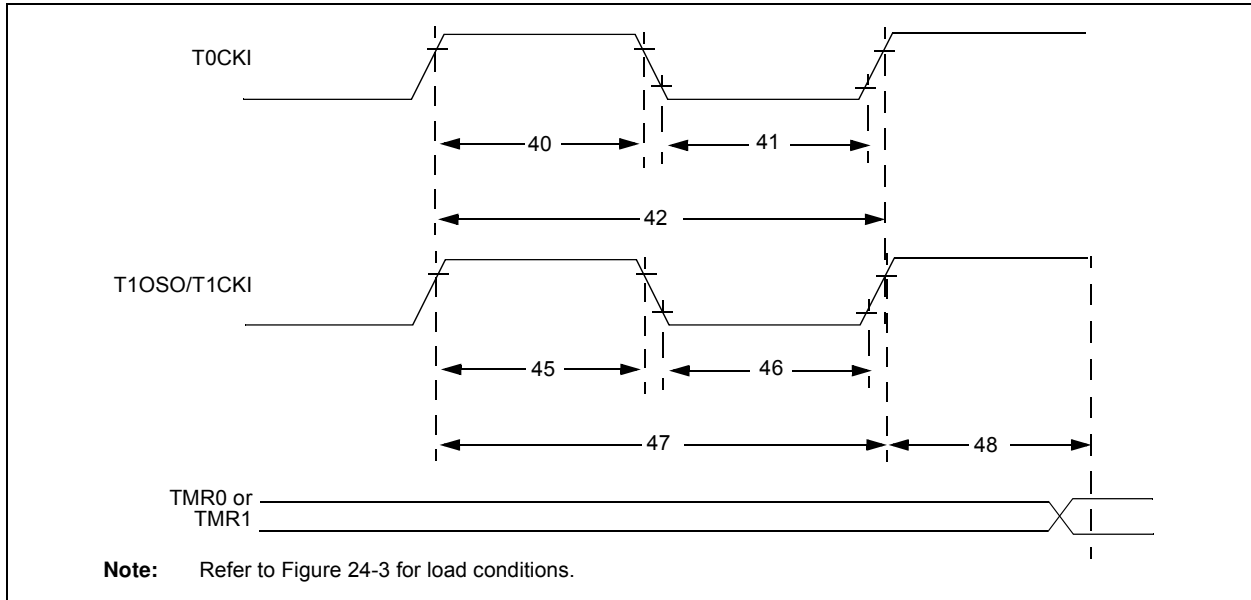 T0CKI
40
41
42
T1OSO/T1CKI
45
46
47
48
TMR0 or
TMR1
Note: Refer to Figure 24-3 for load conditions.